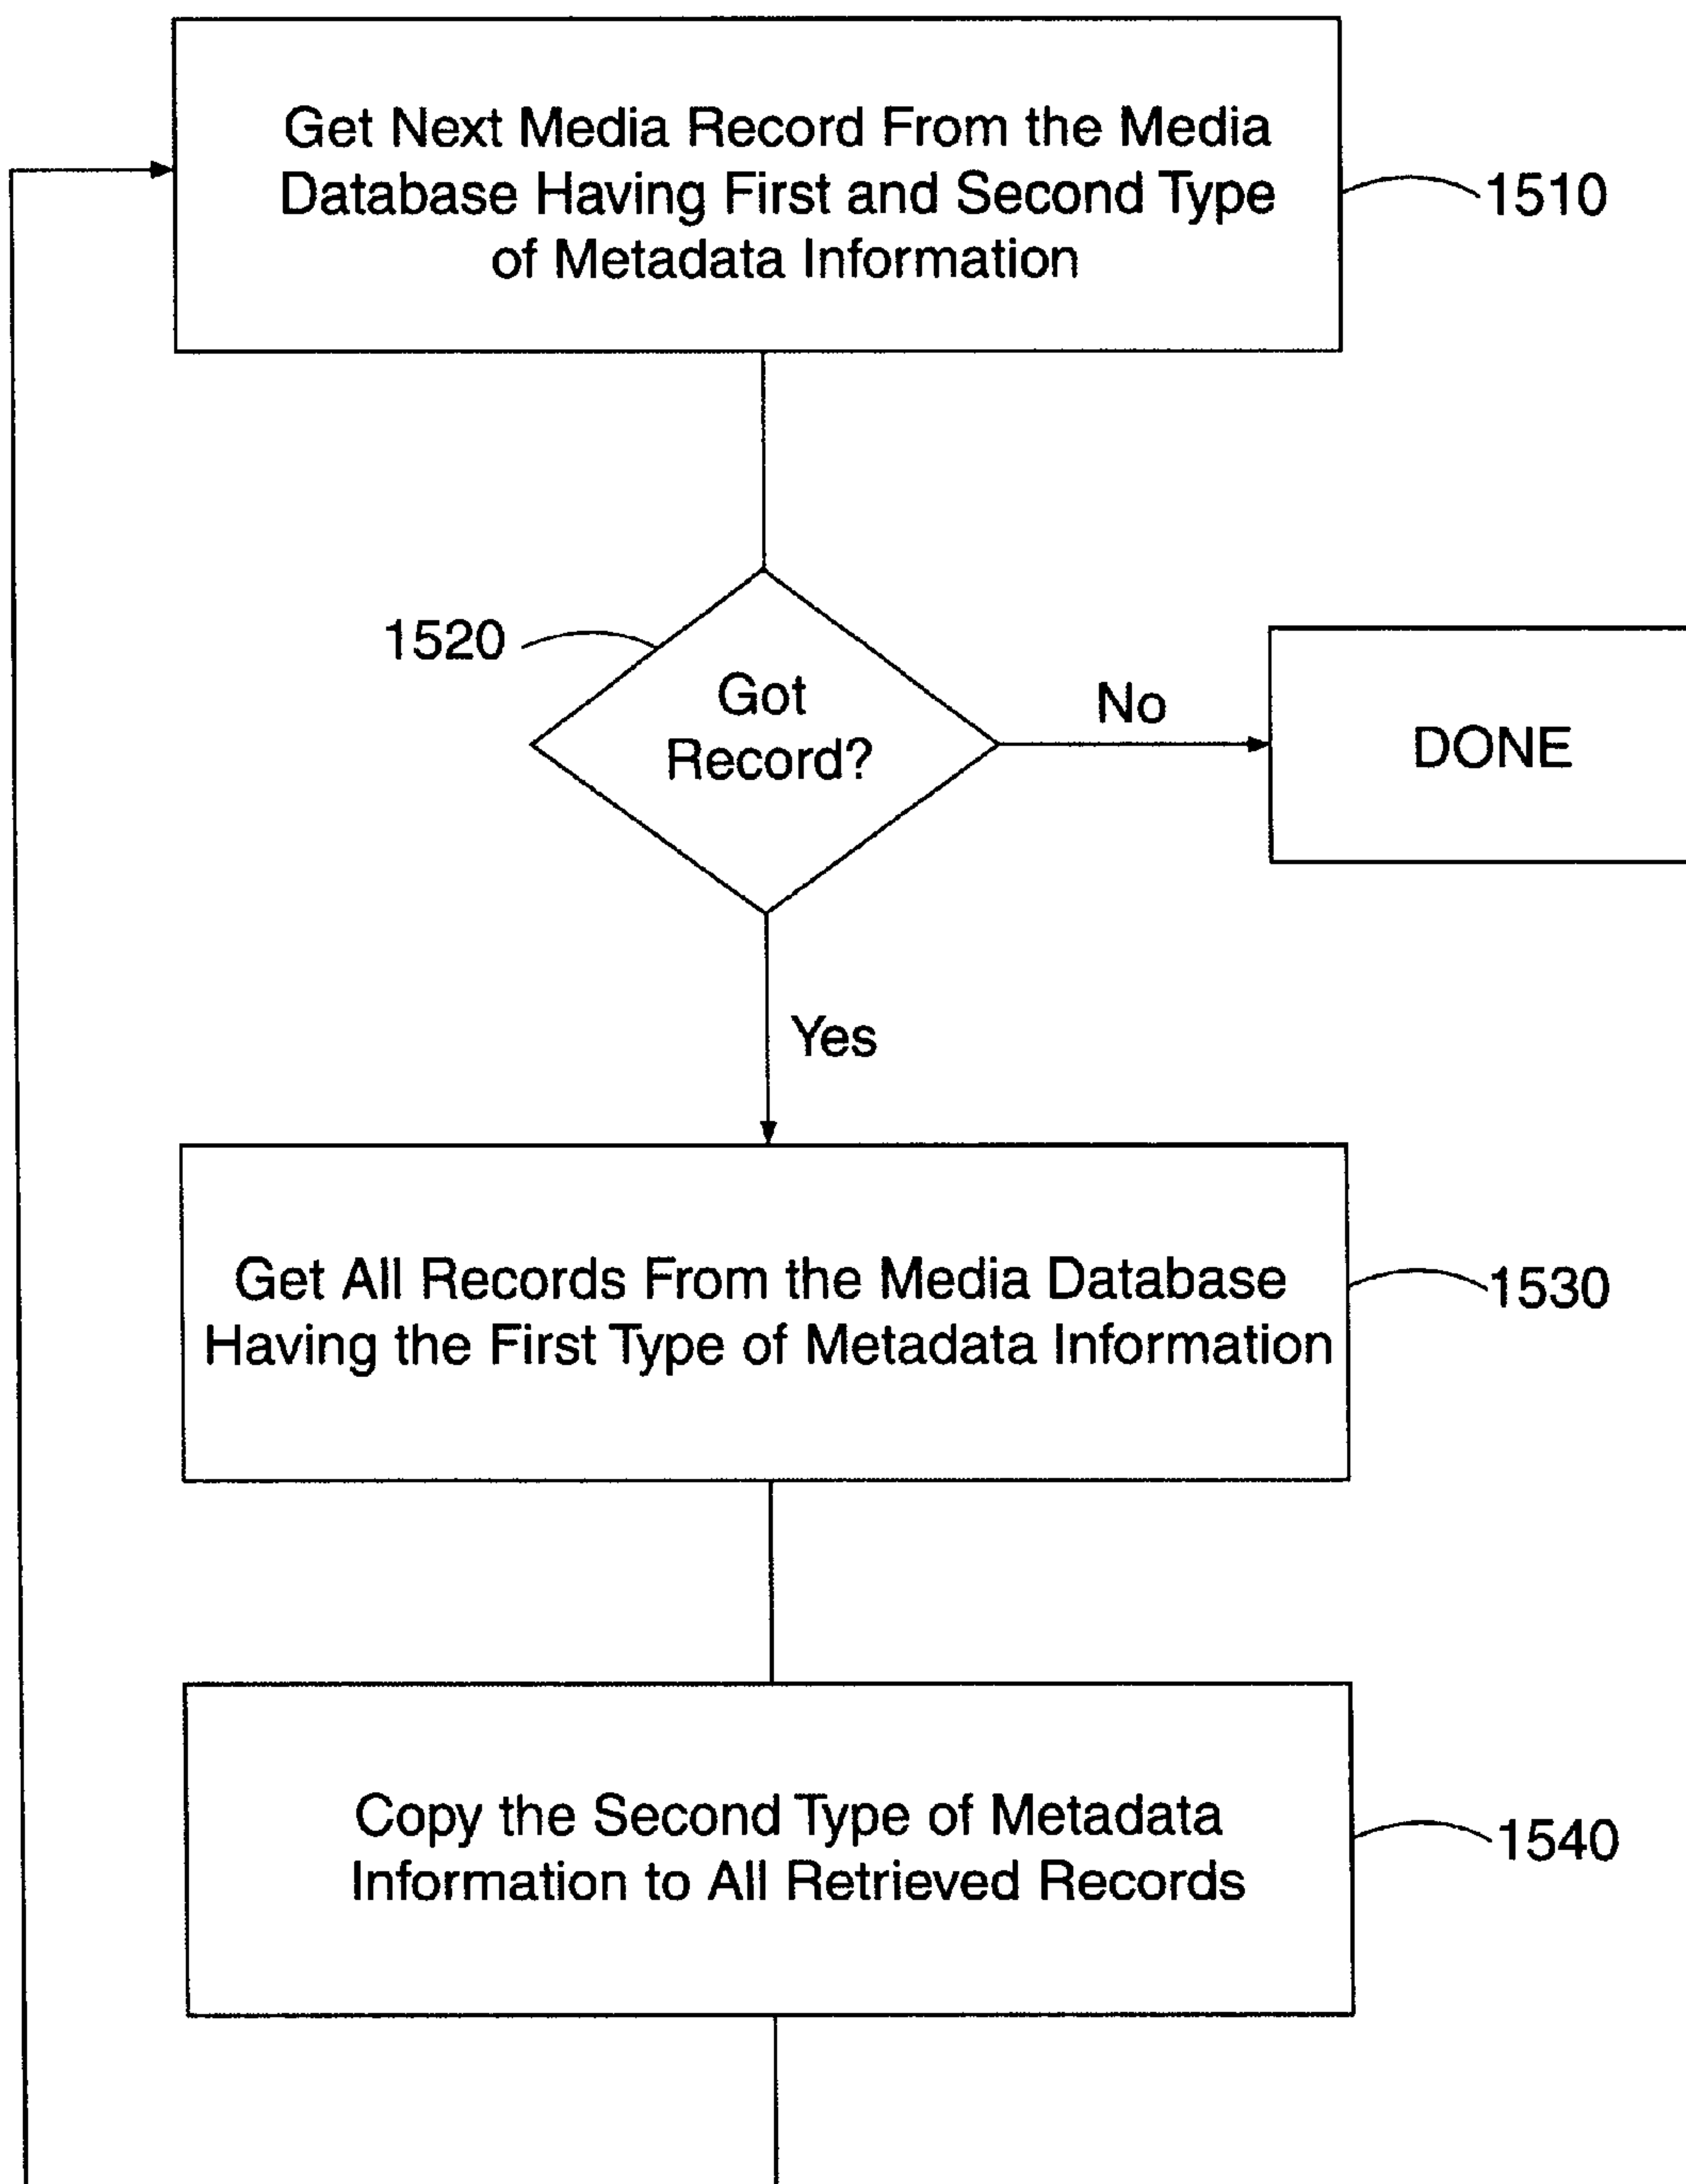 Get Next Media Record From the Media
Database Having First and Second Type
of Metadata Information
1510
1520
Got
Record?
No
DONE
Yes
Get All Records From the Media Database
Having the First Type of Metadata Information
1530
Copy the Second Type of Metadata
Information to All Retrieved Records
1540